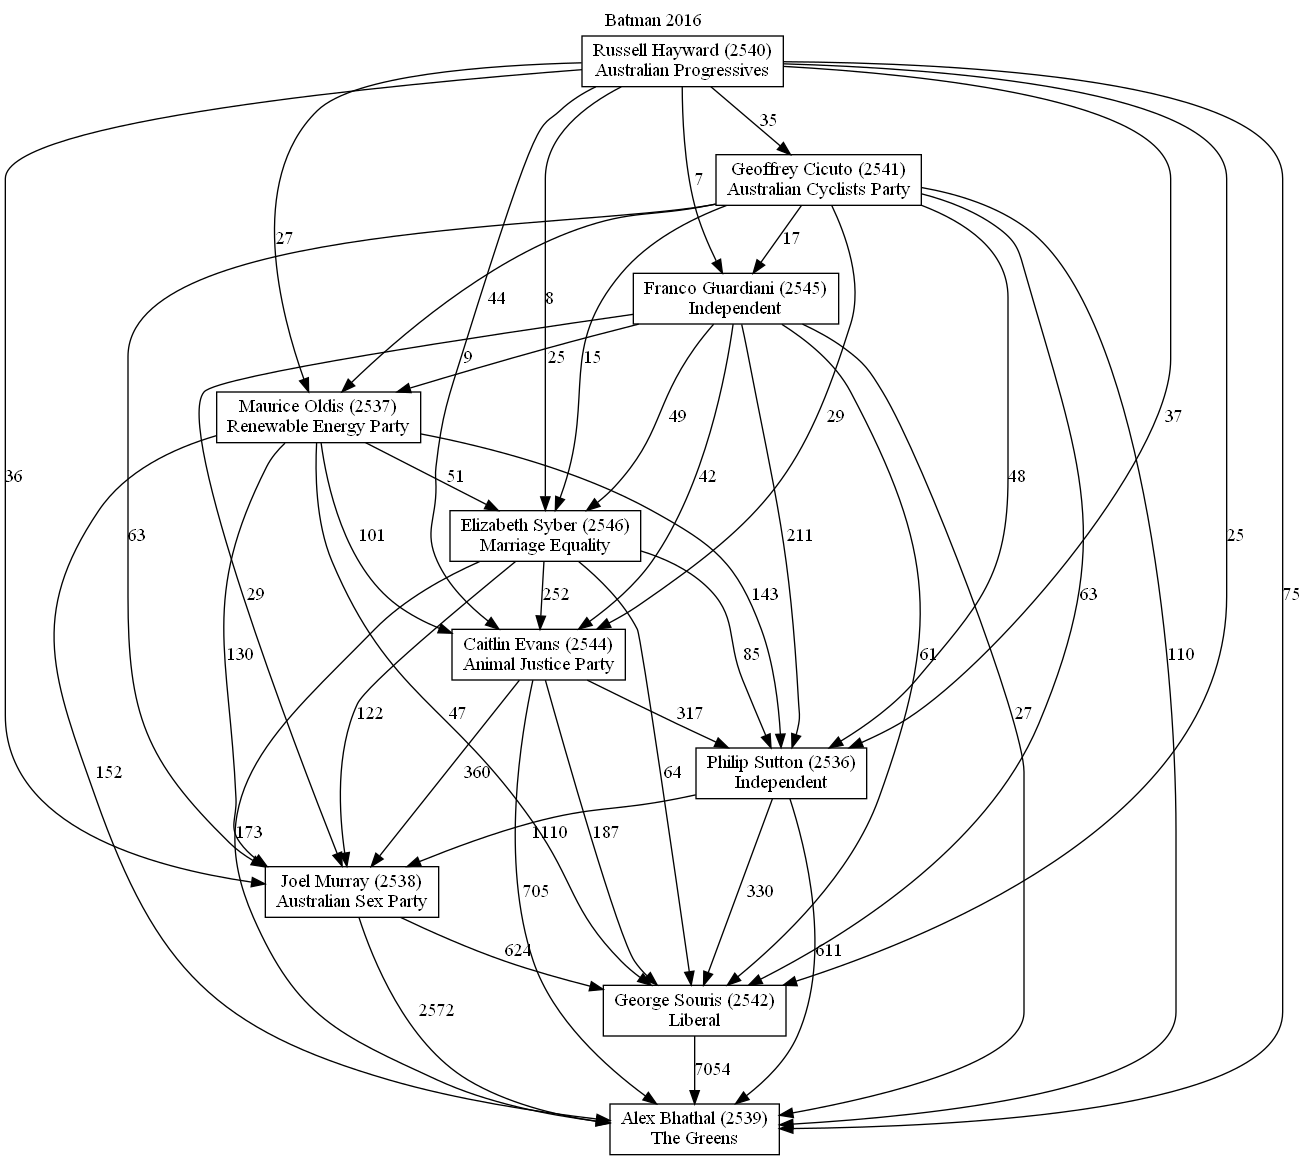 Batman 2016
Russell Hayward (2540)
Australian Progressives
35
Geoffrey Cicuto (2541)
Australian Cyclists Party
7
27
17
Franco Guardiani (2545)
Independent
44
8
9
25
15
Maurice Oldis (2537)
Renewable Energy Party
49
29
37
36
51
42
48
Elizabeth Syber (2546)
Marriage Equality
63
101
211
25
29
252
143
63
75
Caitlin Evans (2544)
Animal Justice Party
130
85
61
110
122
47
317
27
Philip Sutton (2536)
Independent
152
360
64
173
1110
187
Joel Murray (2538)
Australian Sex Party
705
330
624
611
George Souris (2542)
Liberal
2572
7054
Alex Bhathal (2539)
The Greens